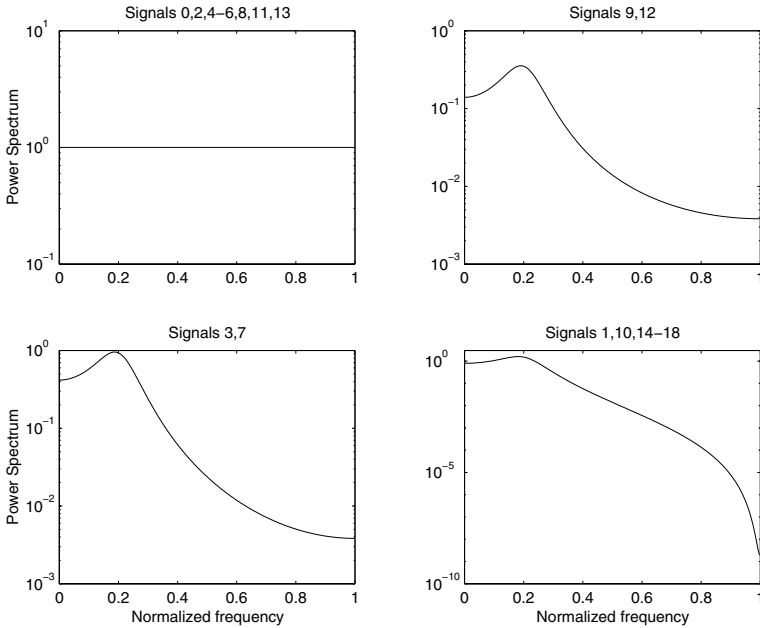 Signals 0,2,4−6,8,11,13
Power Spectrum
10^1
10^0
10^−1
0 0.2 0.4 0.6 0.8 1
Signals 9,12
10^0
10^−1
10^−2
10^−3
0 0.2 0.4 0.6 0.8 1
Signals 3,7
Power Spectrum
10^0
10^−1
10^−2
10^−3
0 0.2 0.4 0.6 0.8 1
Normalized frequency
Signals 1,10,14−18
10^0
10^−5
10^−10
0 0.2 0.4 0.6 0.8 1
Normalized frequency